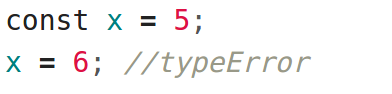 const x = 5;
x = 6; //typeError